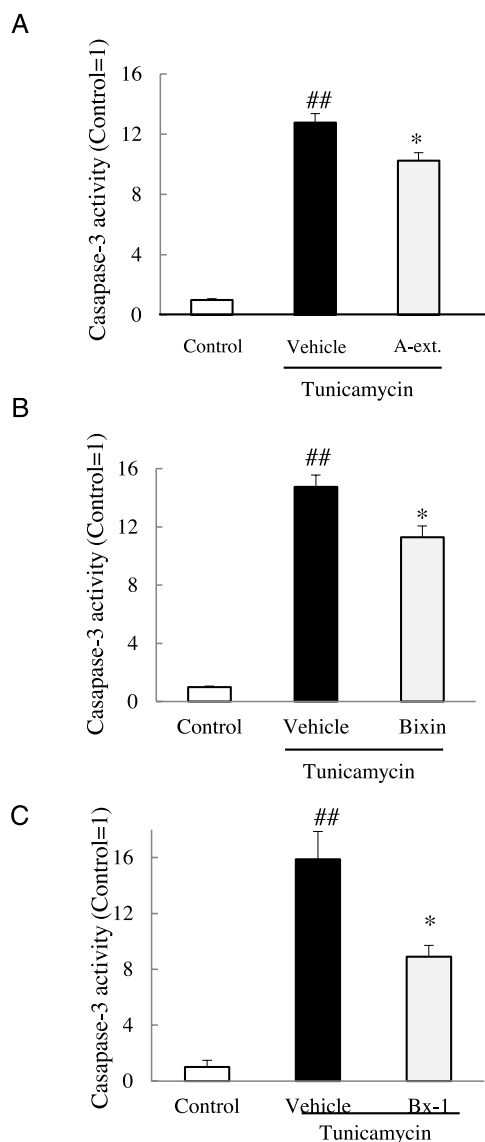 A
Casapase-3 activity (Control=1)
16
12
8
4
0
##
*
Control Vehicle A-ext.
Tunicamycin
B
Casapase-3 activity (Control=1)
16
12
8
4
0
##
*
Control Vehicle Bixin
Tunicamycin
C
Casapase-3 activity (Control=1)
16
12
8
4
0
##
*
Control Vehicle Bx-1
Tunicamycin